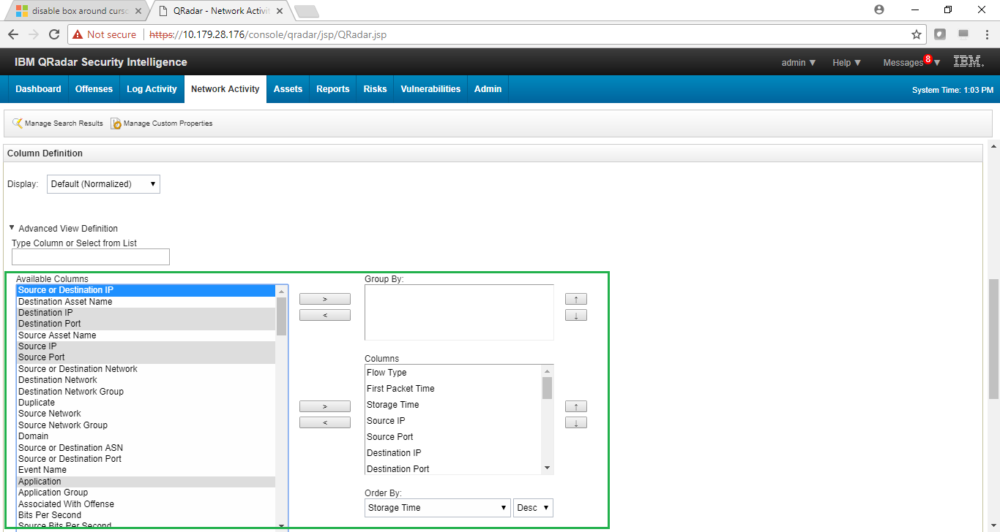 disable box around curs
QRadar - Network Activit
Not secure https://10.179.28.176/console/qradar/jsp/QRadar.jsp
IBM QRadar Security Intelligence
admin ▼ Help ▼ Messages 8 ▼ IBM.
Dashboard Offenses Log Activity Network Activity Assets Reports Risks Vulnerabilities Admin
System Time: 1:03 PM
Manage Search Results Manage Custom Properties
Column Definition
Display: Default (Normalized)
Advanced View Definition
Type Column or Select from List
Available Columns
Source or Destination IP
Destination Asset Name
Destination IP
Destination Port
Source Asset Name
Source IP
Source Port
Source or Destination Network
Destination Network
Destination Network Group
Duplicate
Source Network
Source Network Group
Domain
Source or Destination ASN
Source or Destination Port
Event Name
Application
Application Group
Associated With Offense
Bits Per Second
Source Bits Per Second
>
<
>
<
Group By:
↑
↓
Columns
Flow Type
First Packet Time
Storage Time
Source IP
Source Port
Destination IP
Destination Port
↑
↓
Order By:
Storage Time Desc